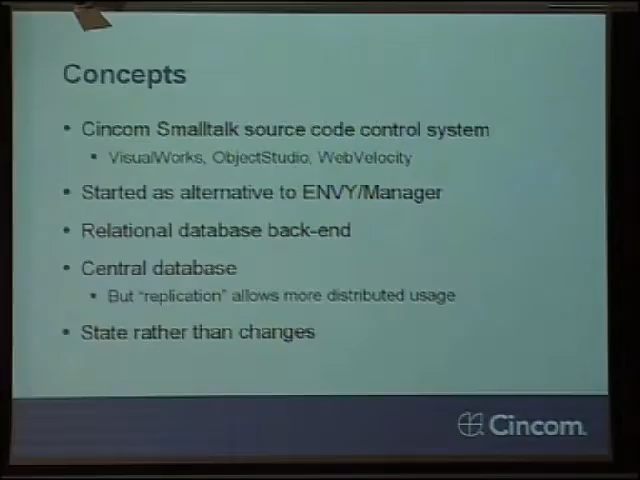 Concepts
• Cincom Smalltalk source code control system
• VisualWorks, ObjectStudio, WebVelocity
• Started as alternative to ENVY/Manager
• Relational database back-end
• Central database
• But "replication" allows more distributed usage
• State rather than changes
Cincom